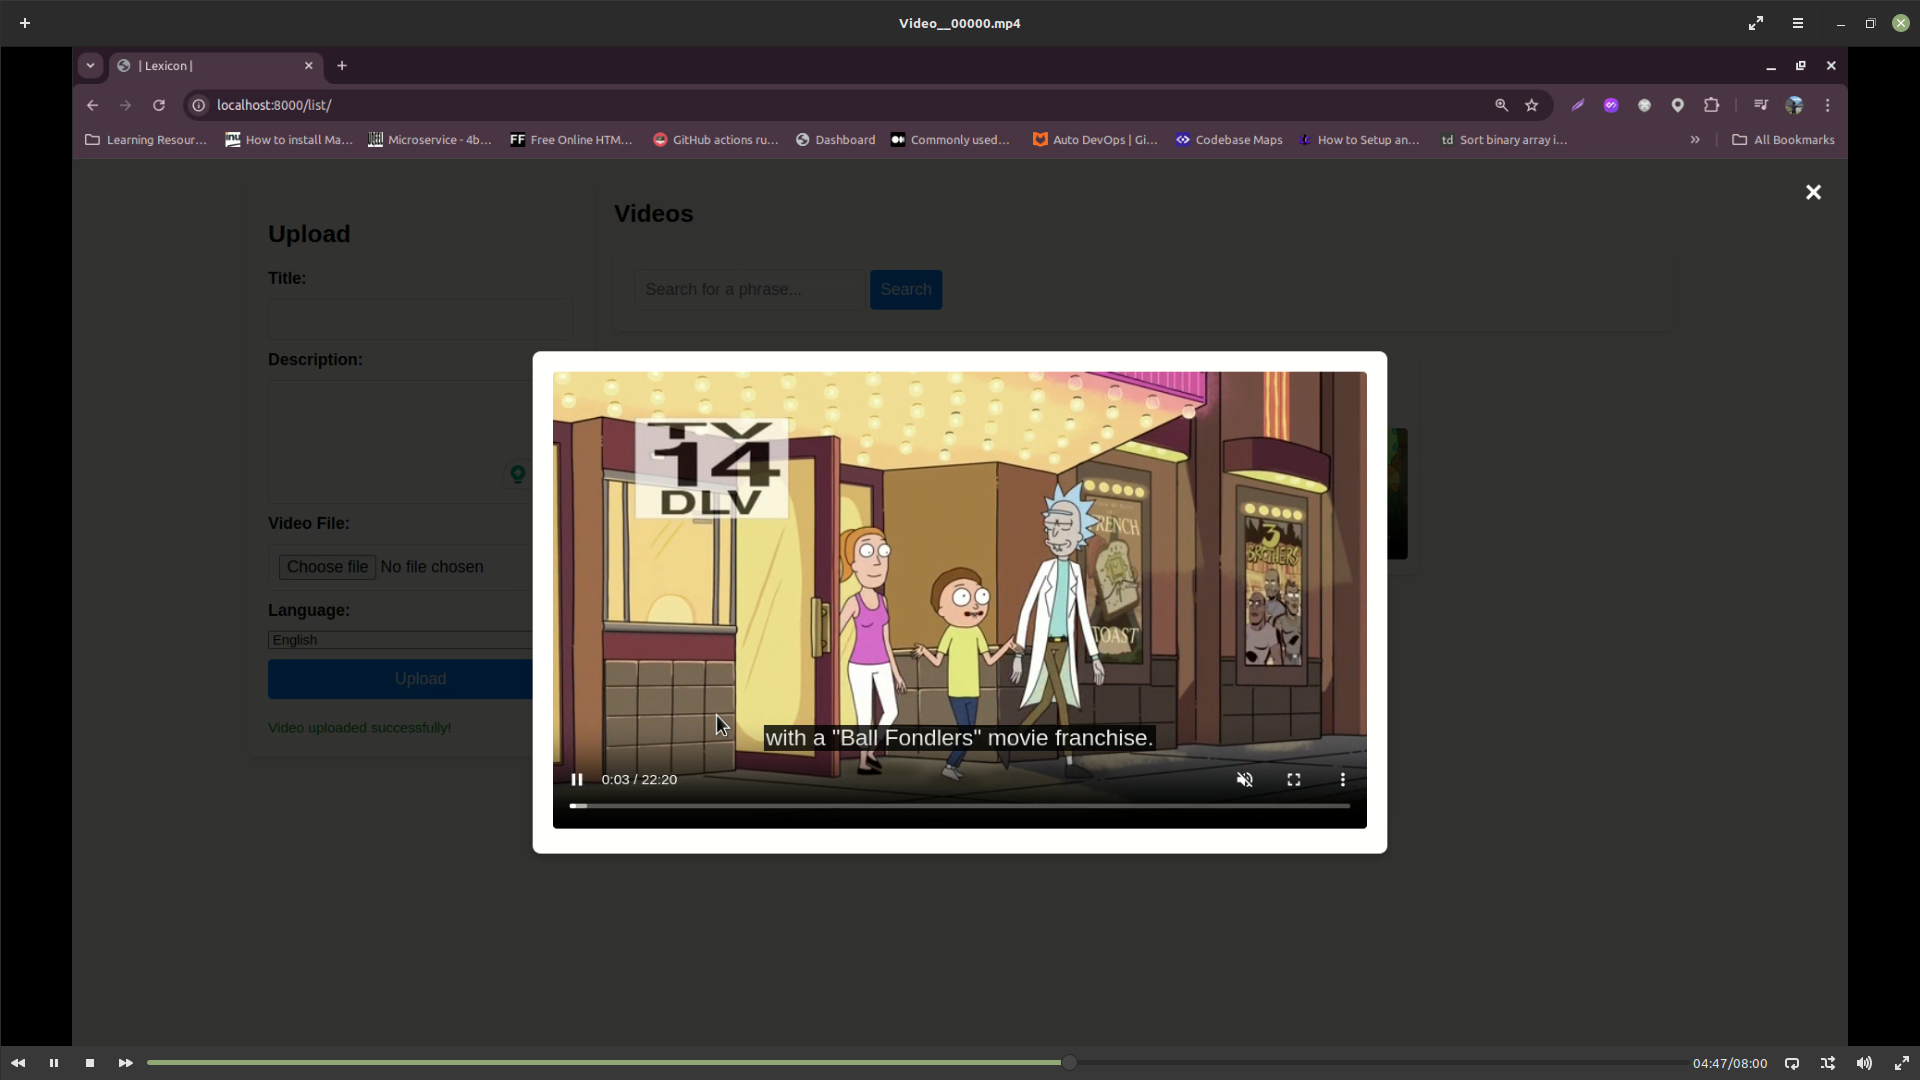 Video__00000.mp4
| Lexicon |
localhost:8000/list/
Learning Resour...
How to install Ma...
Microservice - 4b...
FF Free Online HTM...
GitHub actions ru...
Dashboard
Commonly used...
Auto DevOps | Gi...
Codebase Maps
How to Setup an...
td Sort binary array i...
»
All Bookmarks
Upload
Title:
Description:
Video File:
Choose file No file chosen
Language:
English
Upload
Video uploaded successfully!
Videos
Search for a phrase...
Search
TV
14
DLV
FRENCH
TOAST
3
BROTHERS
with a "Ball Fondlers" movie franchise.
0:03 / 22:20
04:47/08:00